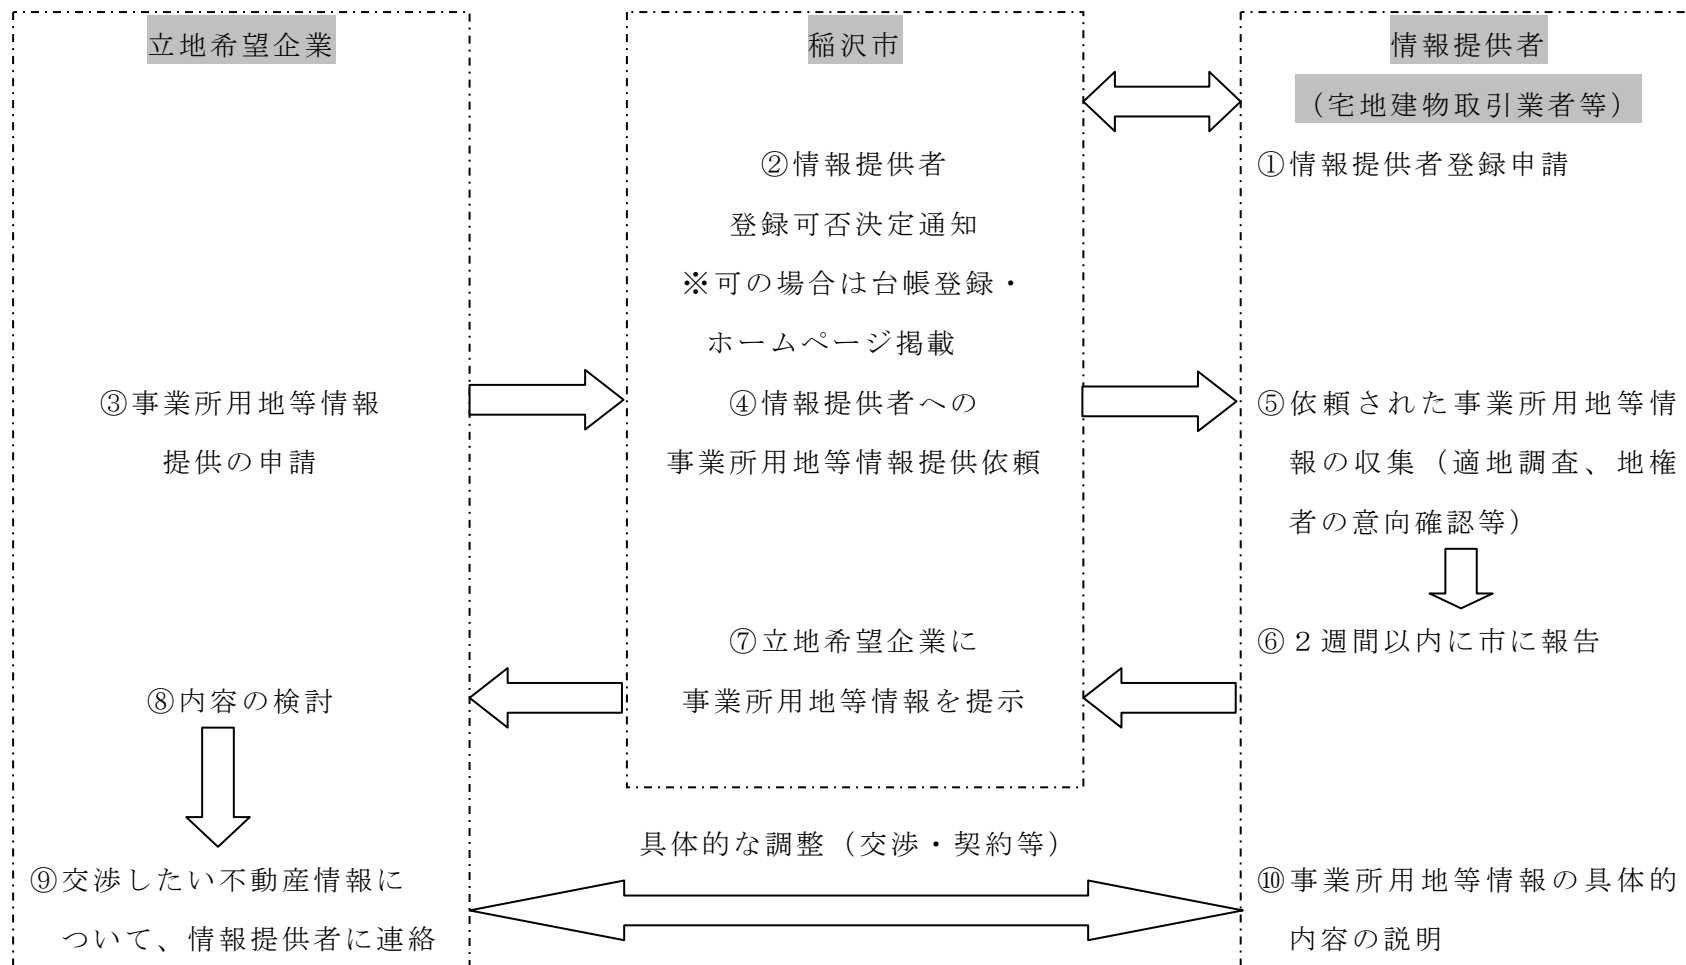 立地希望企業
稲沢市
情報提供者
（宅地建物取引業者等）
②情報提供者
登録可否決定通知
※可の場合は台帳登録・
ホームページ掲載
①情報提供者登録申請
③事業所用地等情報
提供の申請
④情報提供者への
事業所用地等情報提供依頼
⑤依頼された事業所用地等情
報の収集（適地調査、地権
者の意向確認等）
⑦立地希望企業に
事業所用地等情報を提示
⑥２週間以内に市に報告
⑧内容の検討
具体的な調整（交渉・契約等）
⑨交渉したい不動産情報に
ついて、情報提供者に連絡
⑩事業所用地等情報の具体的
内容の説明